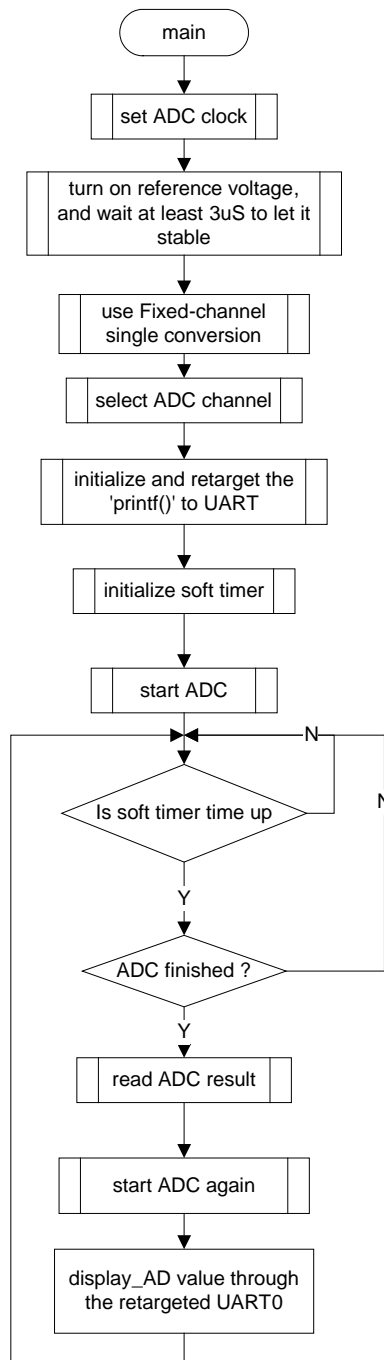 main
set ADC clock
turn on reference voltage,
and wait at least 3uS to let it
stable
use Fixed-channel
single conversion
select ADC channel
initialize and retarget the
'printf()' to UART
initialize soft timer
start ADC
N
N
Is soft timer time up
Y
ADC finished ?
Y
read ADC result
start ADC again
display_AD value through
the retargeted UART0